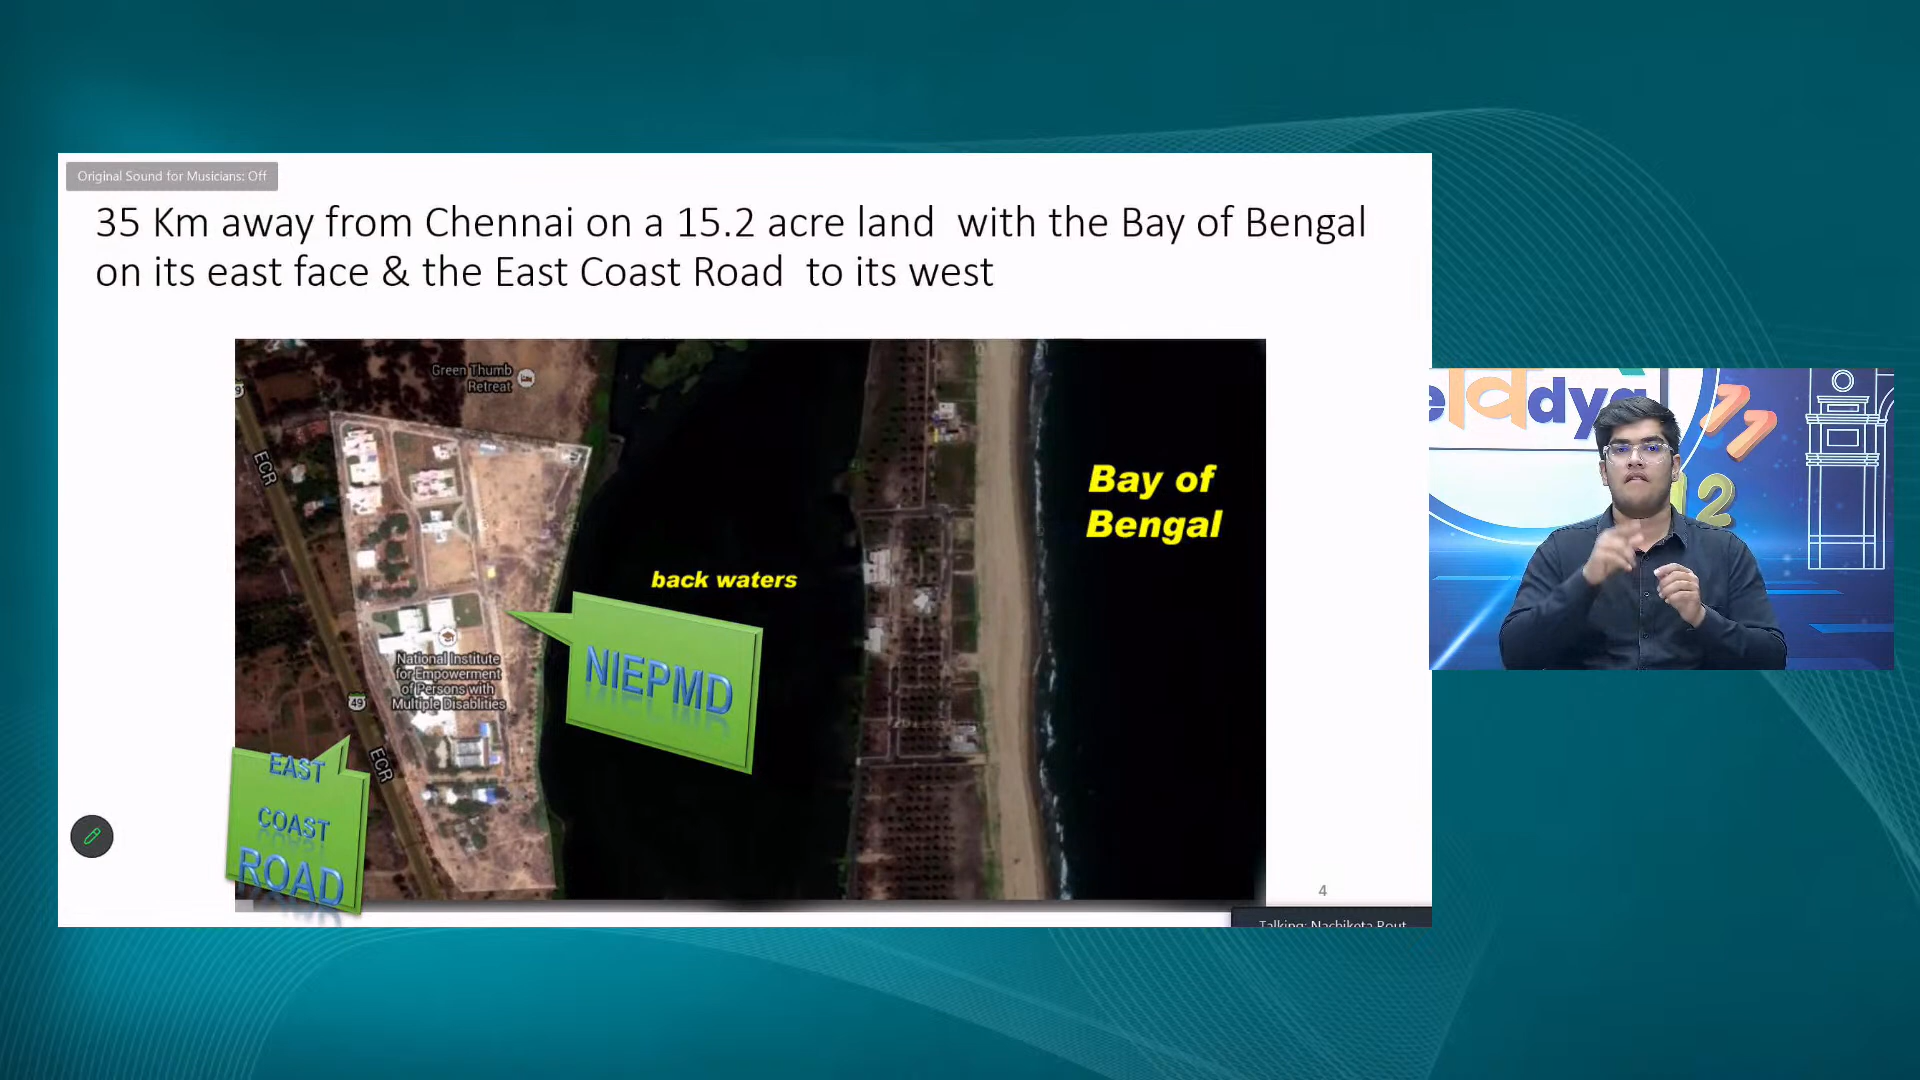 Original Sound for Musicians: Off
35 Km away from Chennai on a 15.2 acre land with the Bay of Bengal
on its east face & the East Coast Road to its west
Green Thumb
Retreat
ECR
Bay of
Bengal
back waters
National Institute
for Empowerment
of Persons with
Multiple Disablities
NIEPMD
49
ECR
EAST
COAST
ROAD
4
Talking: Nachiketa Rout
dya
77
12